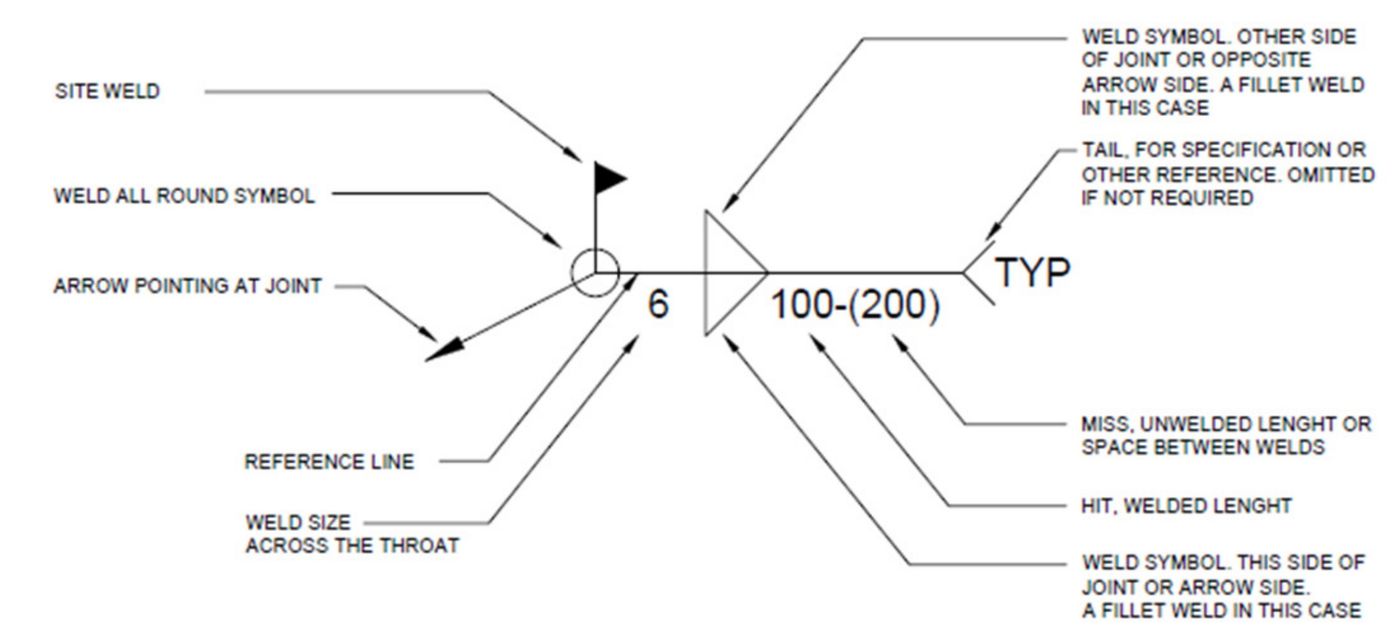 SITE WELD
WELD ALL ROUND SYMBOL
ARROW POINTING AT JOINT
REFERENCE LINE
WELD SIZE
ACROSS THE THROAT
6
100-(200)
TYP
WELD SYMBOL. OTHER SIDE
OF JOINT OR OPPOSITE
ARROW SIDE. A FILLET WELD
IN THIS CASE
TAIL, FOR SPECIFICATION OR
OTHER REFERENCE. OMITTED
IF NOT REQUIRED
MISS, UNWELDED LENGHT OR
SPACE BETWEEN WELDS
HIT, WELDED LENGHT
WELD SYMBOL. THIS SIDE OF
JOINT OR ARROW SIDE.
A FILLET WELD IN THIS CASE